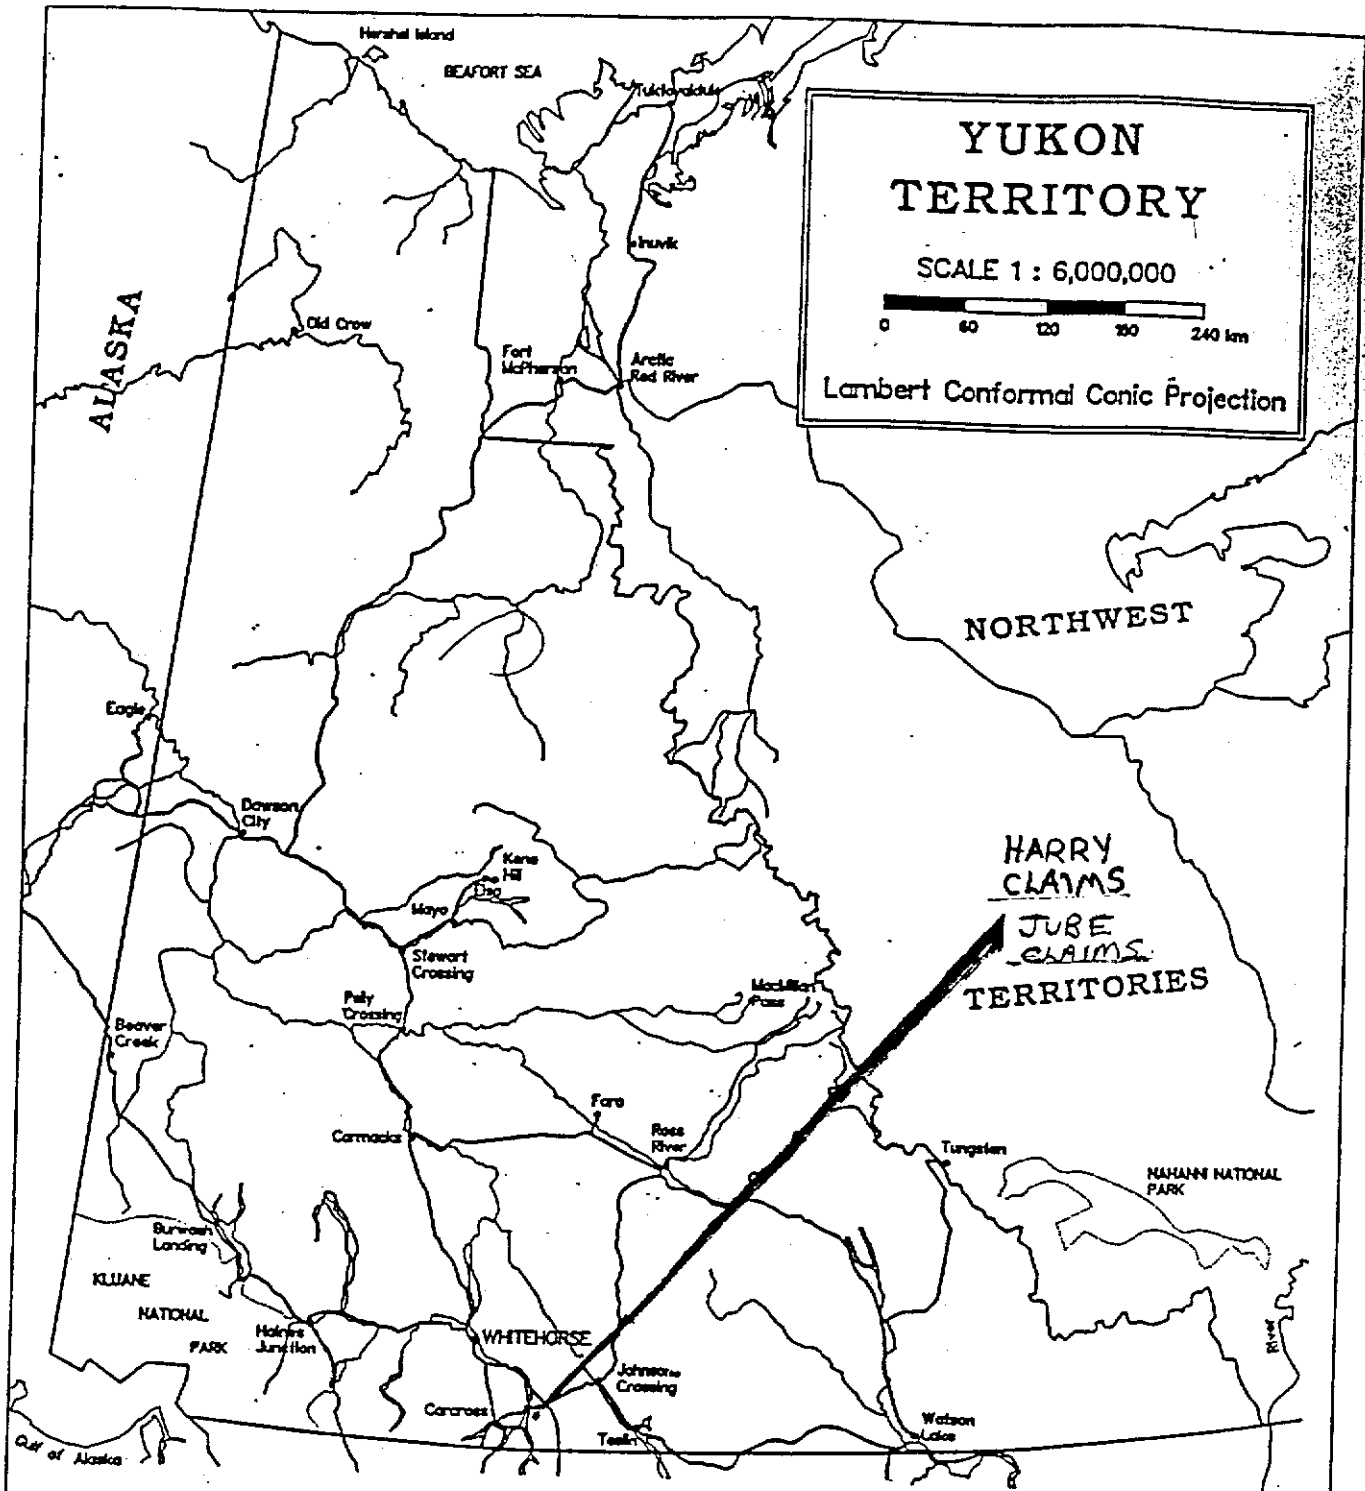 Hershel Island
BEAFORT SEA
Tuktoyaktuk
YUKON
TERRITORY
SCALE 1 : 6,000,000
0 60 120 180 240 km
Lambert Conformal Conic Projection
Inuvik
ALASKA
Old Crow
Fort
McPherson
Arctic
Red River
NORTHWEST
Eagle
Dawson
City
Keno
Hill
Elsa
Mayo
HARRY
CLAIMS
JUBE
CLAIMS
TERRITORIES
Stewart
Crossing
MacMillan
Pass
Pelly
Crossing
Beaver
Creek
Faro
Carmacks
Ross
River
Tungsten
NAHANNI NATIONAL
PARK
Burwash
Landing
KLUANE
NATIONAL
PARK
Haines
Junction
WHITEHORSE
River
Johnsons
Crossing
Carcross
Teslin
Watson
Lake
Gulf of Alaska